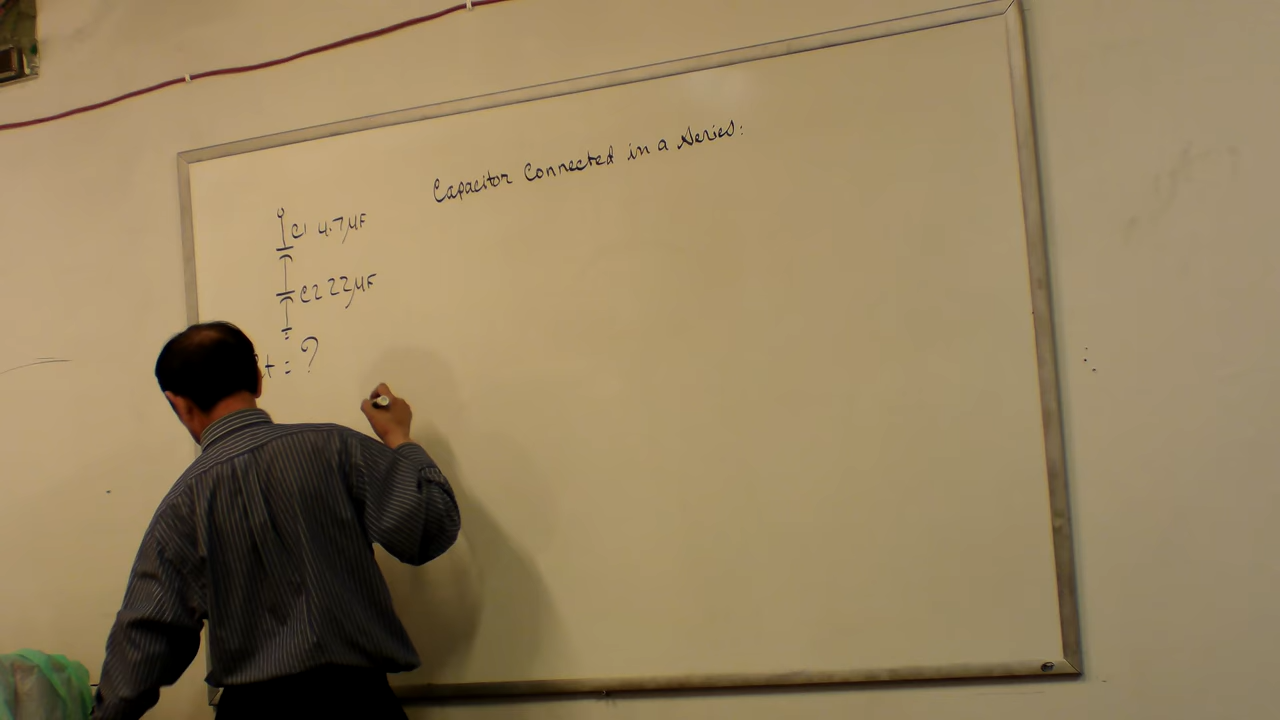 Capacitor Connected in a Series:
C1 4.7µF
C2 22µF
t = ?